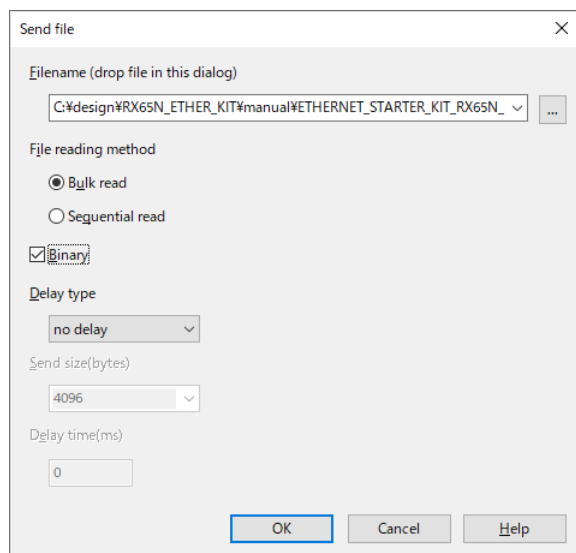 Send file
Filename (drop file in this dialog)
C:¥design¥RX65N_ETHER_KIT¥manual¥ETHERNET_STARTER_KIT_RX65N_
...
File reading method
Bulk read
Sequential read
Binary
Delay type
no delay
Send size(bytes)
4096
Delay time(ms)
0
OK Cancel Help